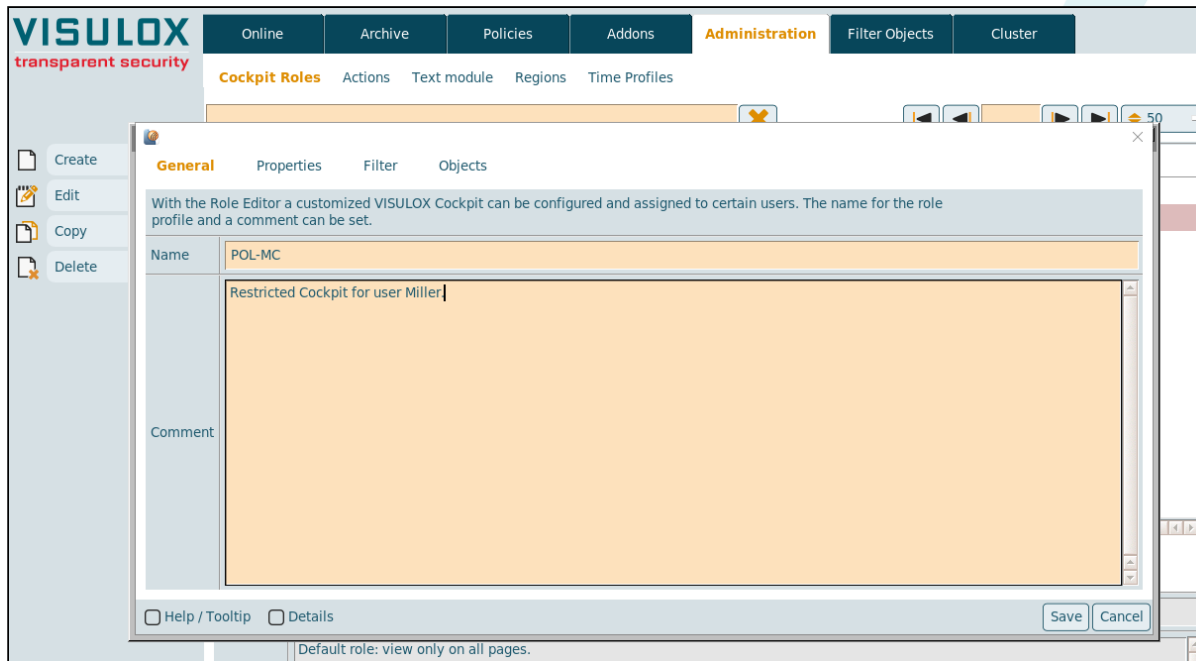 VISULOX
transparent security
Online Archive Policies Addons Administration Filter Objects Cluster
Cockpit Roles Actions Text module Regions Time Profiles
50
Create
Edit
Copy
Delete
General Properties Filter Objects
With the Role Editor a customized VISULOX Cockpit can be configured and assigned to certain users. The name for the role
profile and a comment can be set.
Name POL-MC
Comment Restricted Cockpit for user Miller.
Help / Tooltip Details Save Cancel
Default role: view only on all pages.